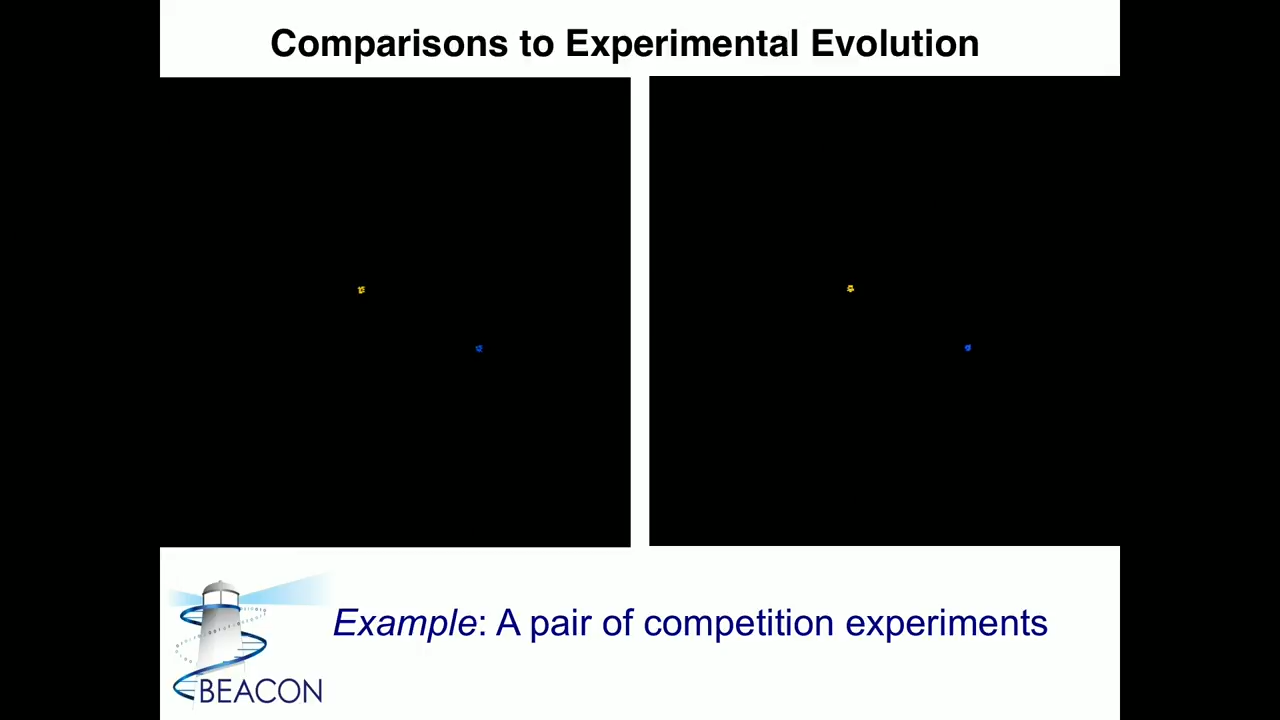 Comparisons to Experimental Evolution
Example: A pair of competition experiments
BEACON